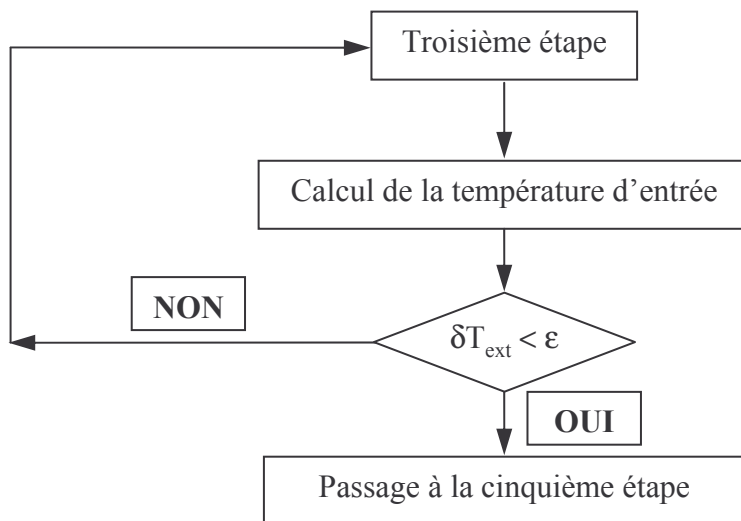 Troisième étape
Calcul de la température d’entrée
NON
δT_ext < ε
OUI
Passage à la cinquième étape